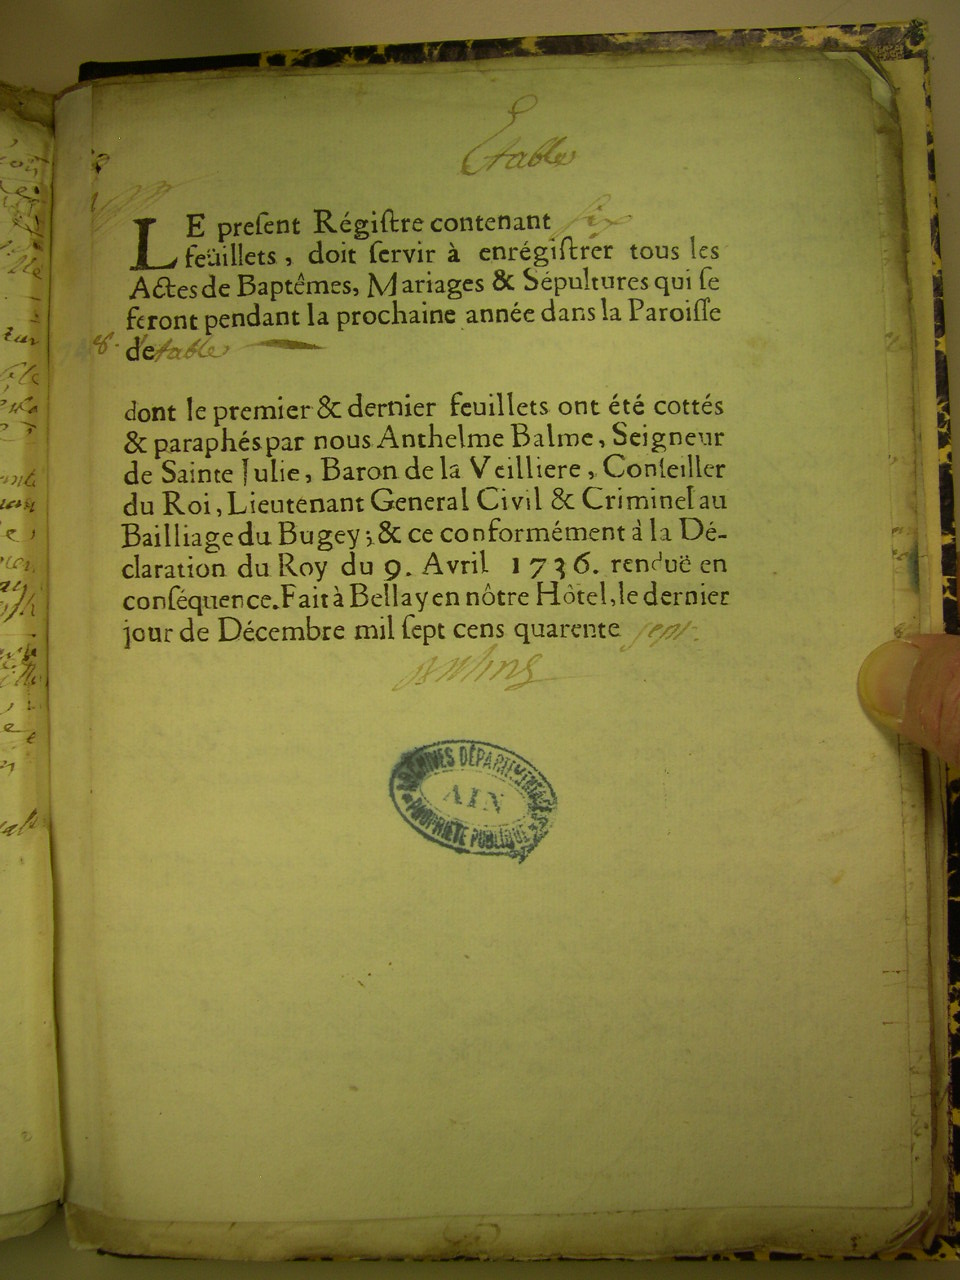 Etables
LE preſent Régiſtre contenant six
feüillets, doit ſervir à enrégiſtrer tous les
Actes de Baptêmes, Mariages & Sépultures qui ſe
feront pendant la prochaine année dans la Paroiſſe
de tables
dont le premier & dernier feuillets ont été cottés
& paraphés par nous Anthelme Balme, Seigneur
de Sainte Julie, Baron de la Veilliere, Conſeiller
du Roi, Lieutenant General Civil & Criminel au
Bailliage du Bugey; & ce conformément à la Dé-
claration du Roy du 9. Avril 1736. renduë en
conſéquence. Fait à Bellay en nôtre Hôtel, le dernier
jour de Décembre mil ſept cens quarente sept.
ARCHIVES DÉPARTEMENTALES
AIN
PROPRIÉTÉ PUBLIQUE